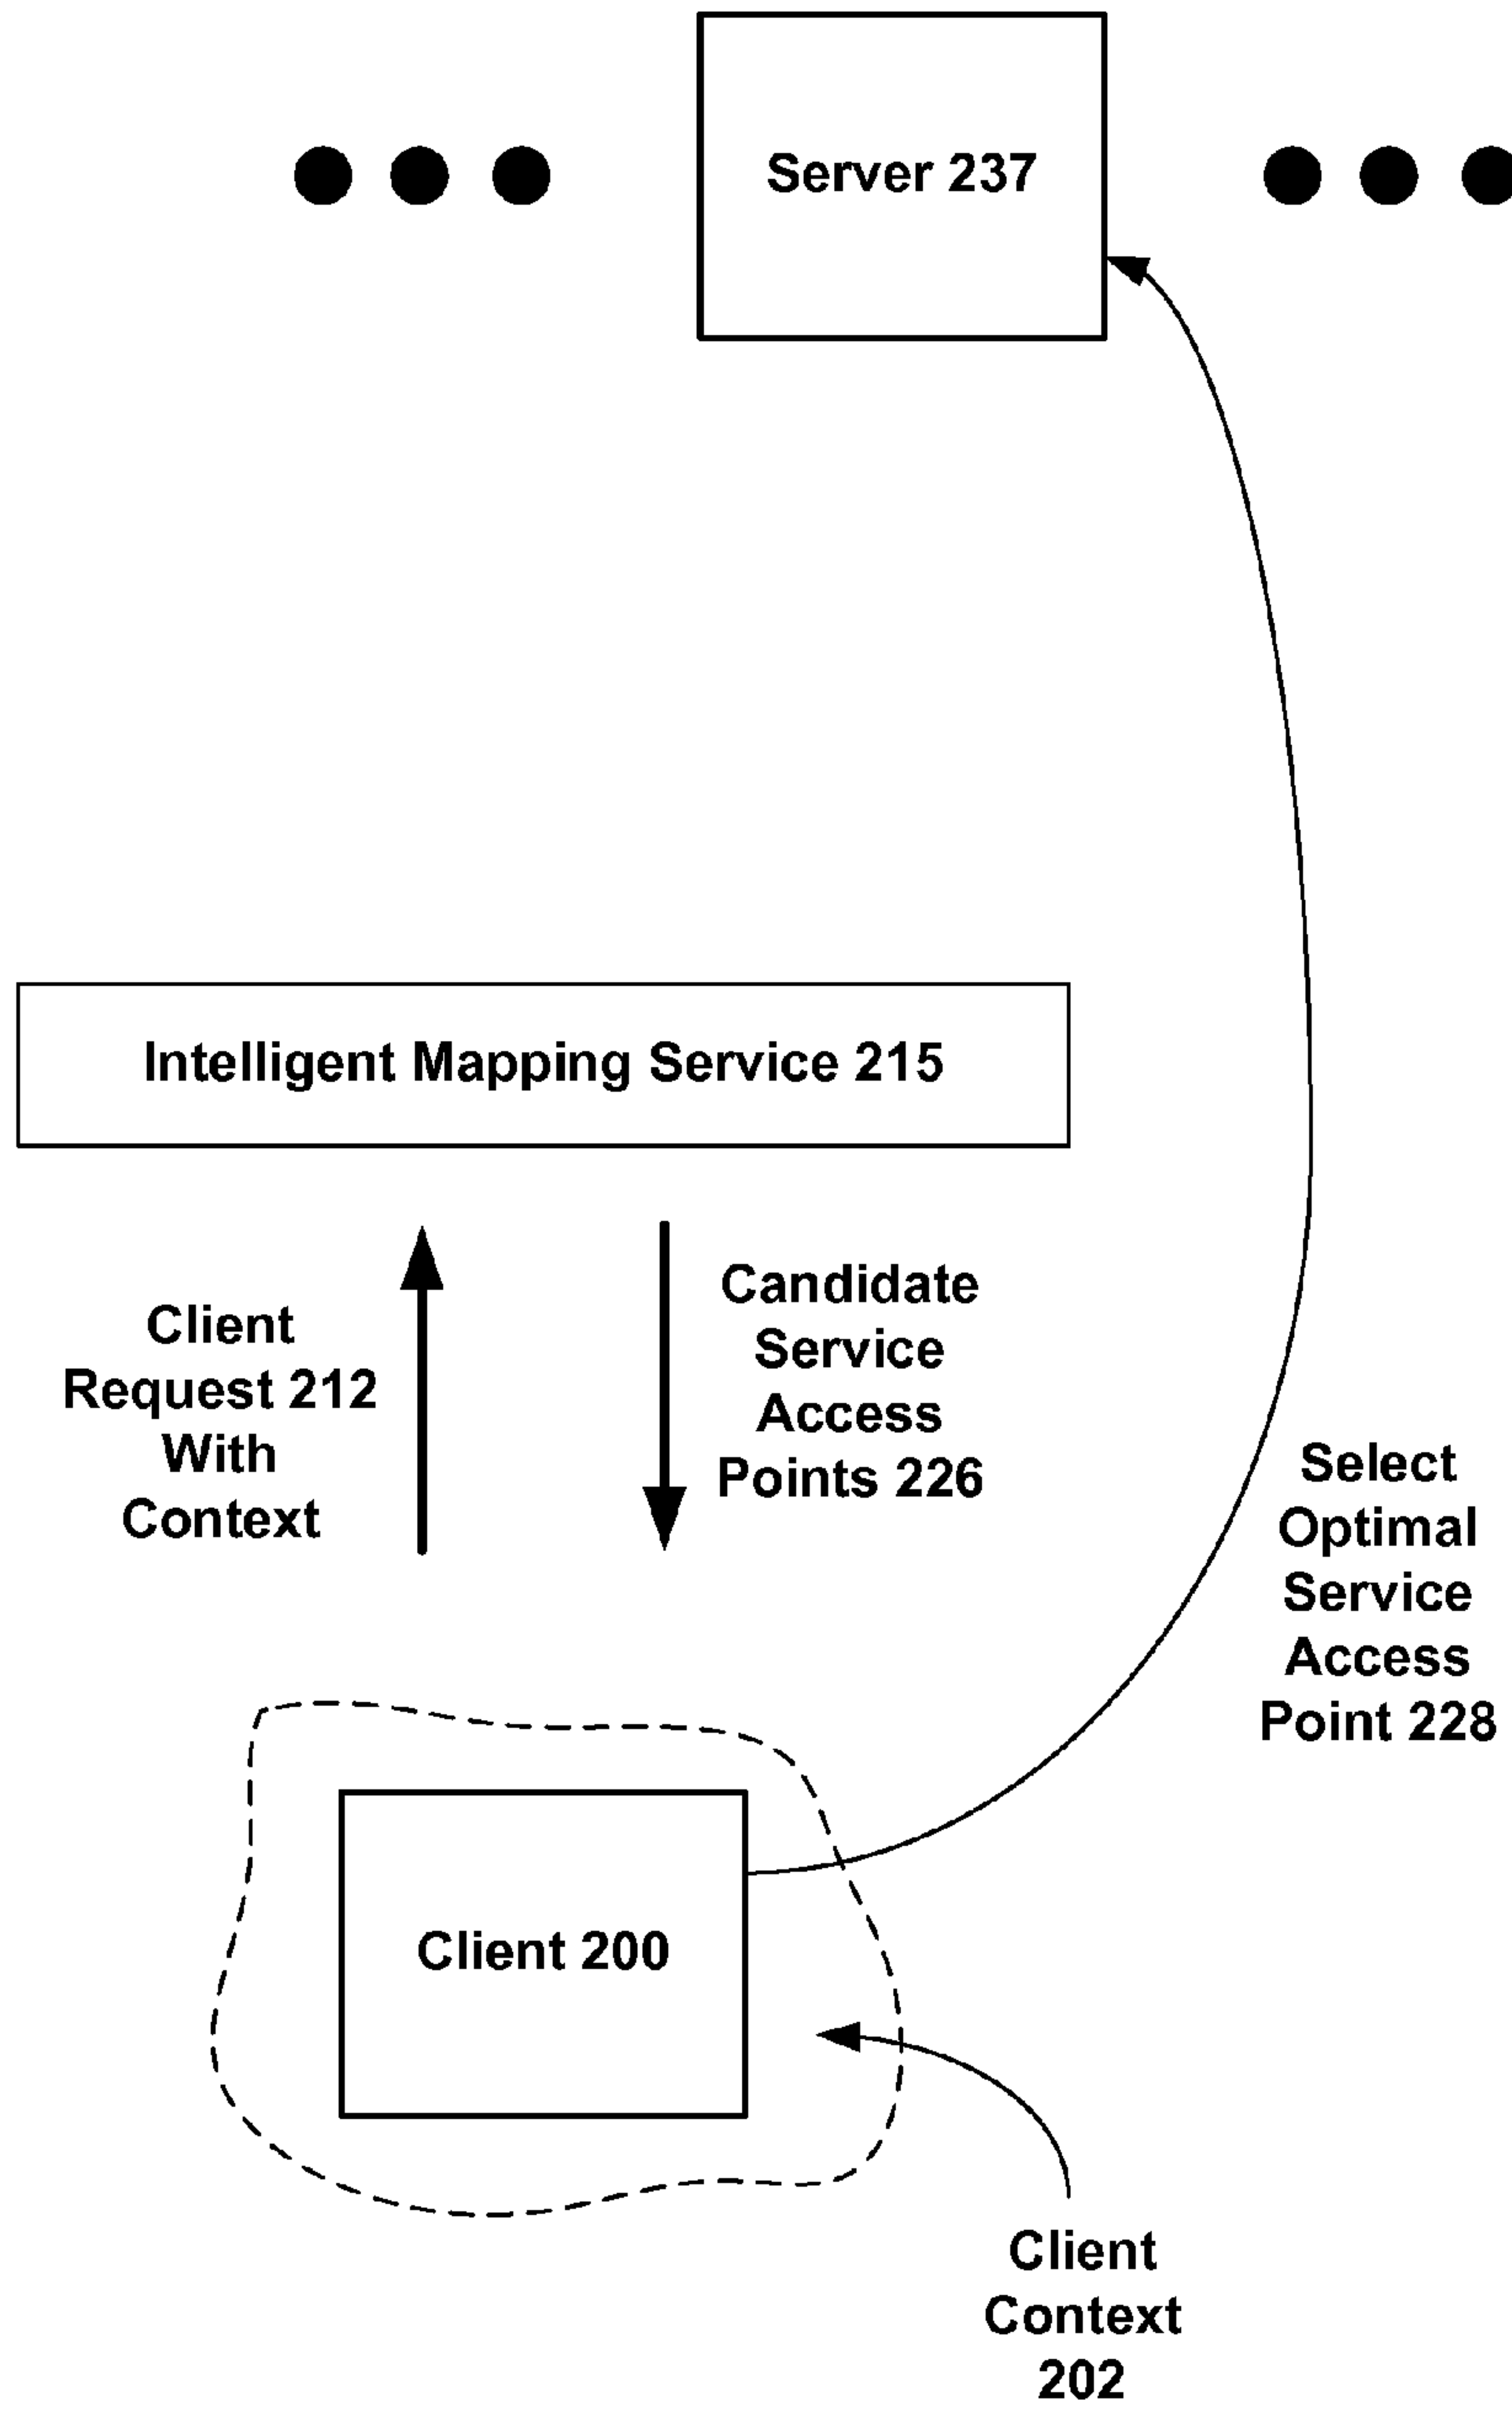 Server 237
Intelligent Mapping Service 215
Client
Request 212
With
Context
Candidate
Service
Access
Points 226
Select
Optimal
Service
Access
Point 228
Client 200
Client
Context
202